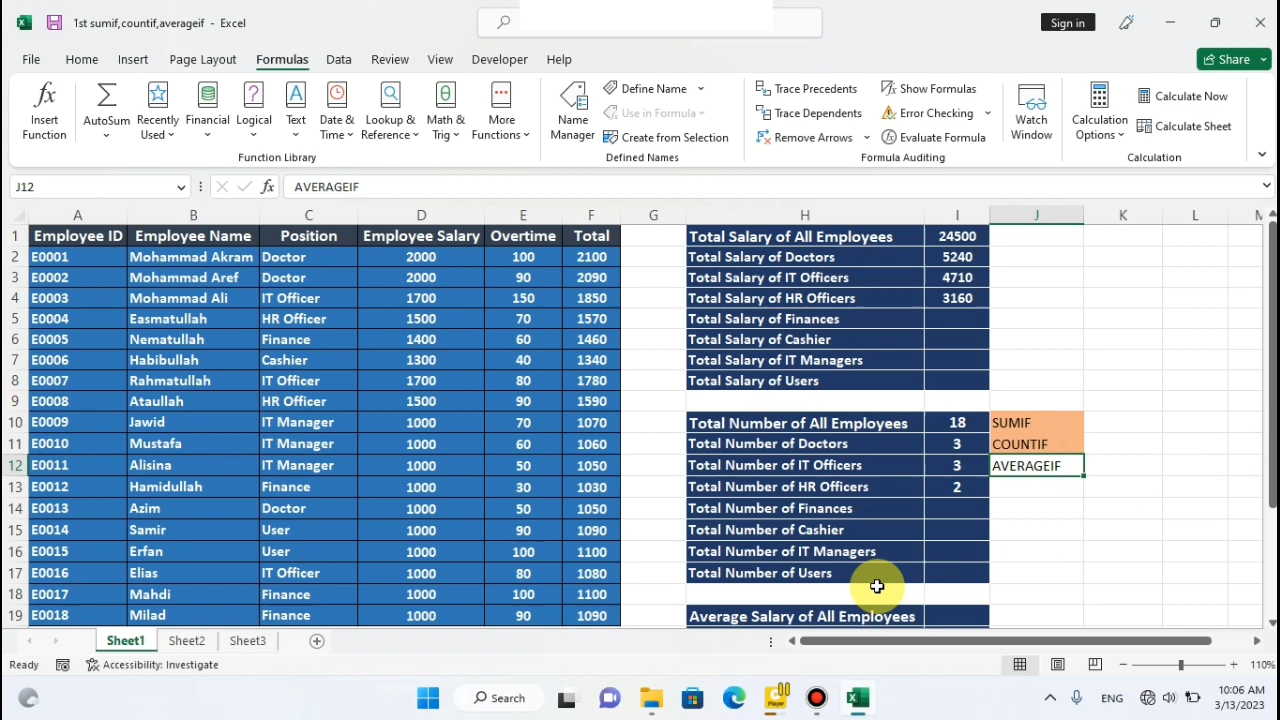 1st sumif,countif,averageif - Excel
Sign in
File Home Insert Page Layout Formulas Data Review View Developer Help
Share
Insert Function
AutoSum
Recently Used
Financial
Logical
Text
Date & Time
Lookup & Reference
Math & Trig
More Functions
Function Library
Name Manager
Define Name
Use in Formula
Create from Selection
Defined Names
Trace Precedents
Trace Dependents
Remove Arrows
Show Formulas
Error Checking
Evaluate Formula
Formula Auditing
Watch Window
Calculation Options
Calculate Now
Calculate Sheet
Calculation
J12 fx AVERAGEIF
A B C D E F G H I J K L M
1 Employee ID Employee Name Position Employee Salary Overtime Total Total Salary of All Employees 24500
2 E0001 Mohammad Akram Doctor 2000 100 2100 Total Salary of Doctors 5240
3 E0002 Mohammad Aref Doctor 2000 90 2090 Total Salary of IT Officers 4710
4 E0003 Mohammad Ali IT Officer 1700 150 1850 Total Salary of HR Officers 3160
5 E0004 Easmatullah HR Officer 1500 70 1570 Total Salary of Finances
6 E0005 Nematullah Finance 1400 60 1460 Total Salary of Cashier
7 E0006 Habibullah Cashier 1300 40 1340 Total Salary of IT Managers
8 E0007 Rahmatullah IT Officer 1700 80 1780 Total Salary of Users
9 E0008 Ataullah HR Officer 1500 90 1590
10 E0009 Jawid IT Manager 1000 70 1070 Total Number of All Employees 18 SUMIF
11 E0010 Mustafa IT Manager 1000 60 1060 Total Number of Doctors 3 COUNTIF
12 E0011 Alisina IT Manager 1000 50 1050 Total Number of IT Officers 3 AVERAGEIF
13 E0012 Hamidullah Finance 1000 30 1030 Total Number of HR Officers 2
14 E0013 Azim Doctor 1000 50 1050 Total Number of Finances
15 E0014 Samir User 1000 90 1090 Total Number of Cashier
16 E0015 Erfan User 1000 100 1100 Total Number of IT Managers
17 E0016 Elias IT Officer 1000 80 1080 Total Number of Users
18 E0017 Mahdi Finance 1000 100 1100
19 E0018 Milad Finance 1000 90 1090 Average Salary of All Employees
Sheet1 Sheet2 Sheet3
Ready Accessibility: Investigate 110%
Search
Player
ENG
10:06 AM
3/13/2023